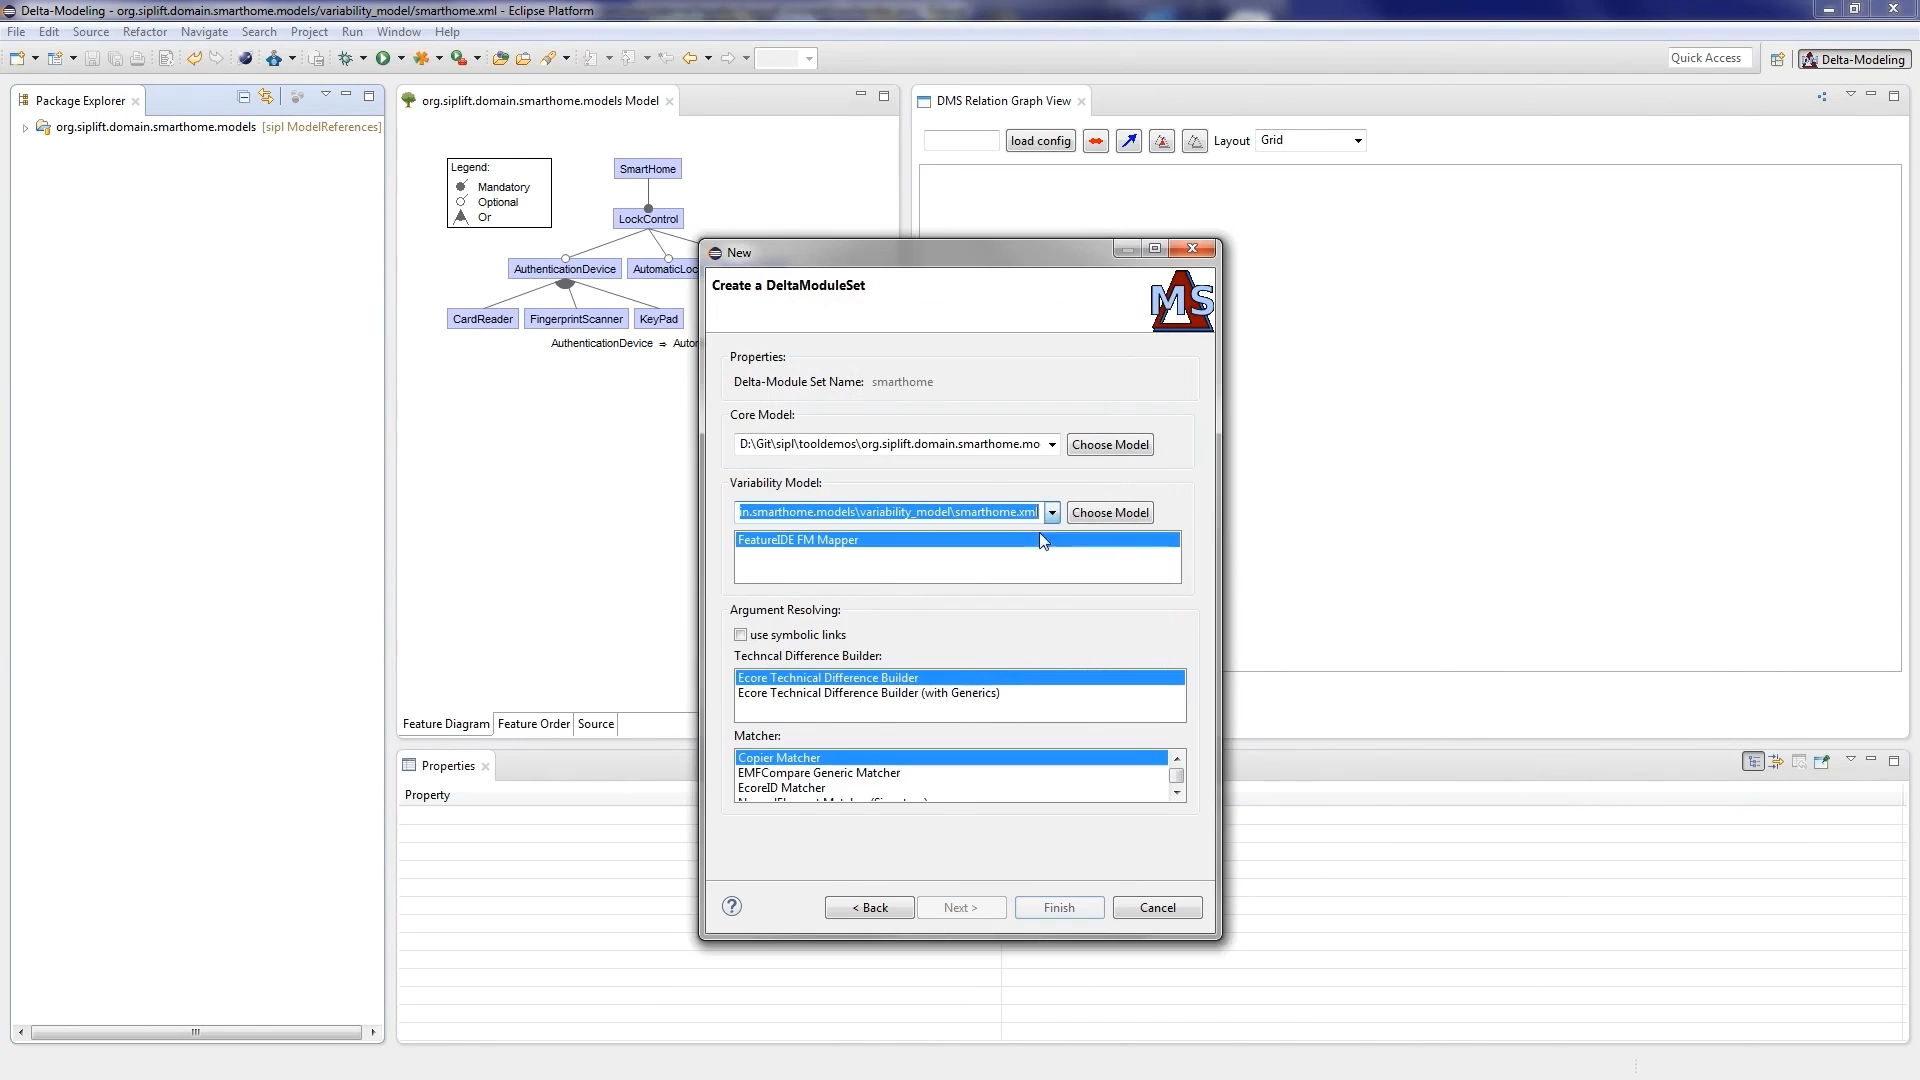 Delta-Modeling - org.siplift.domain.smarthome.models/variability_model/smarthome.xml - Eclipse Platform
File Edit Source Refactor Navigate Search Project Run Window Help
Quick Access
Delta-Modeling
Package Explorer
org.siplift.domain.smarthome.models [sipl ModelReferences]
org.siplift.domain.smarthome.models Model
Legend:
Mandatory
Optional
Or
SmartHome
LockControl
AuthenticationDevice
AutomaticLoc
CardReader
FingerprintScanner
KeyPad
AuthenticationDevice ⇒ Autor
Feature Diagram
Feature Order
Source
DMS Relation Graph View
load config
Layout
Grid
Properties
Property
New
Create a DeltaModuleSet
MS
Properties:
Delta-Module Set Name: smarthome
Core Model:
D:\Git\sipl\tooldemos\org.siplift.domain.smarthome.mo
Choose Model
Variability Model:
in.smarthome.models\variability_model\smarthome.xml
Choose Model
FeatureIDE FM Mapper
Argument Resolving:
use symbolic links
Techncal Difference Builder:
Ecore Technical Difference Builder
Ecore Technical Difference Builder (with Generics)
Matcher:
Copier Matcher
EMFCompare Generic Matcher
EcoreID Matcher
< Back
Next >
Finish
Cancel